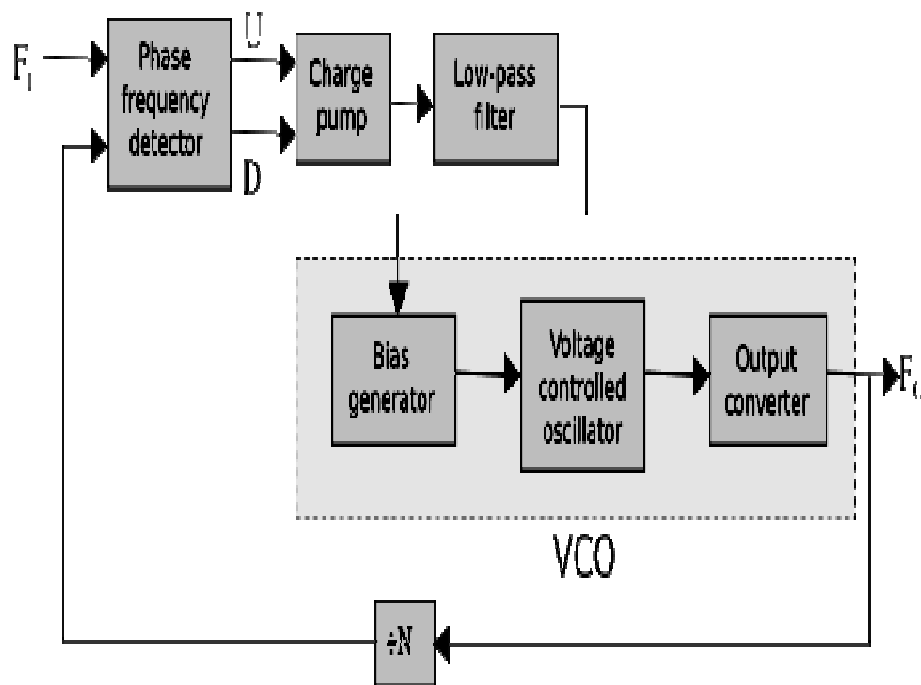 U
Fi
Phase
frequency
detector
Charge
pump
Low-pass
filter
D
Bias
generator
Voltage
controlled
oscillator
Output
converter
VCO
÷N